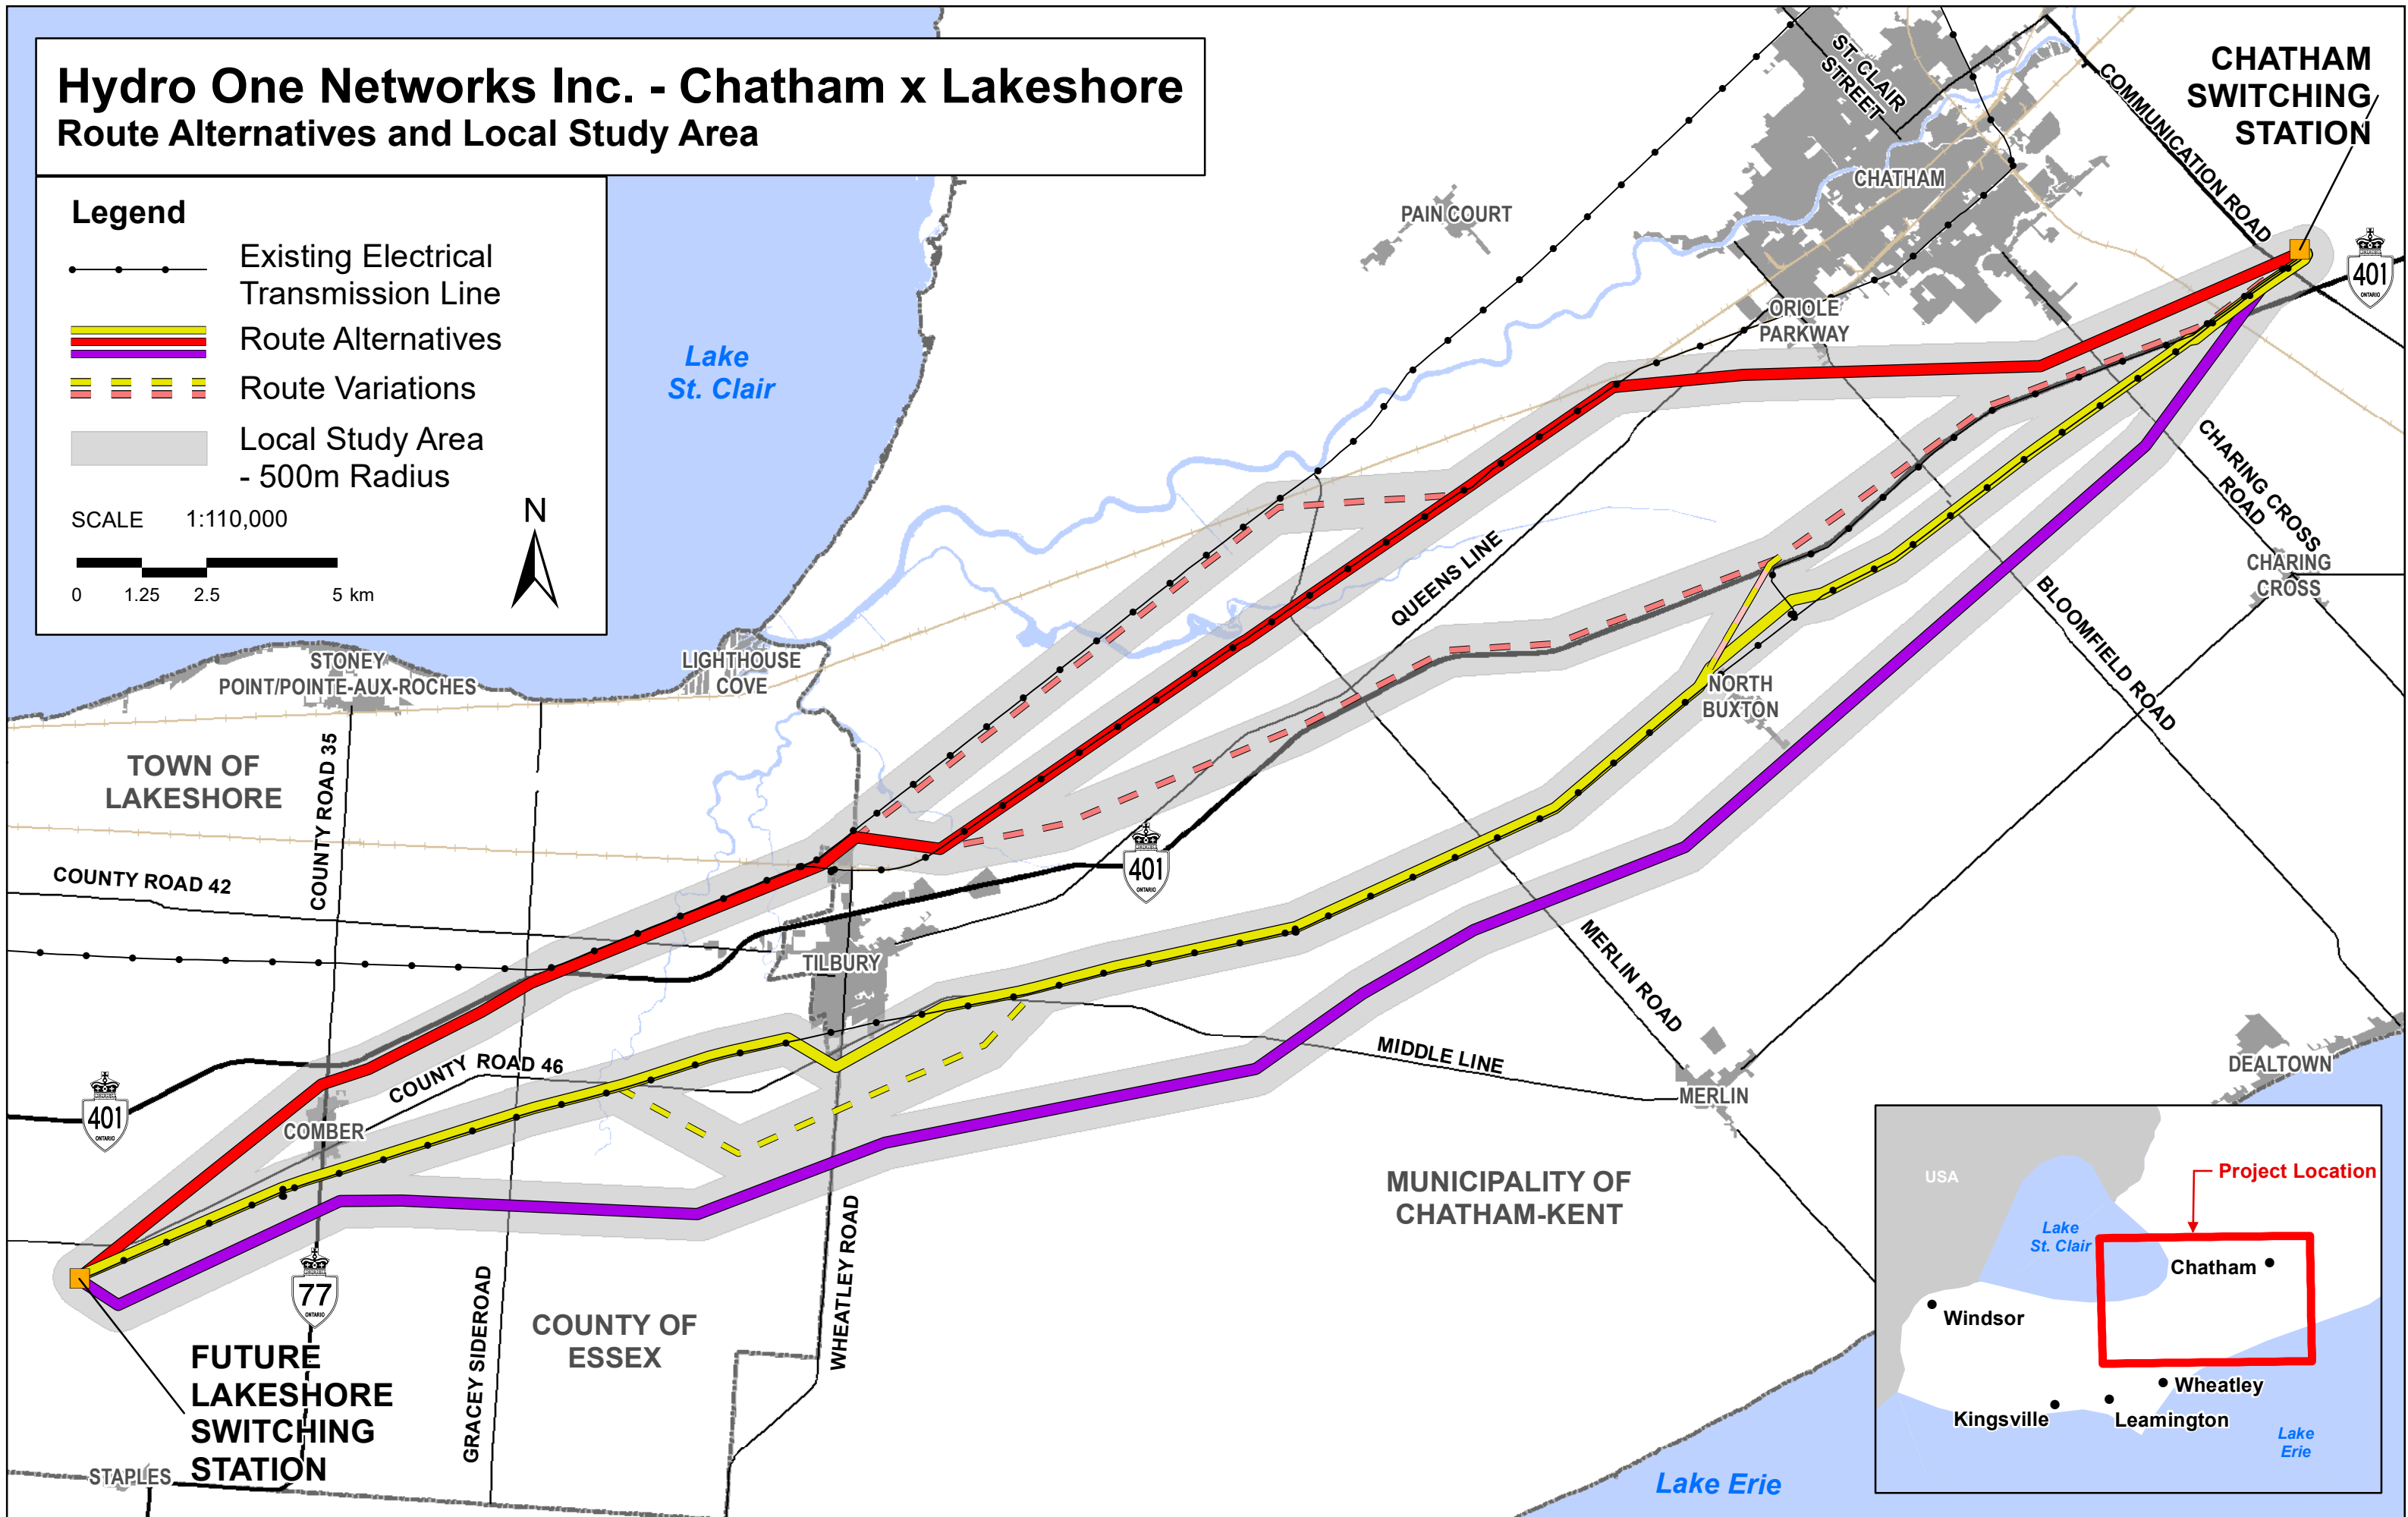 Hydro One Networks Inc. - Chatham x Lakeshore
Route Alternatives and Local Study Area
Legend
Existing Electrical
Transmission Line
Route Alternatives
Route Variations
Local Study Area
- 500m Radius
SCALE 1:110,000
0 1.25 2.5 5 km
N
CHATHAM
SWITCHING
STATION
COMMUNICATION ROAD
ST. CLAIR
STREET
CHATHAM
PAIN COURT
401
ONTARIO
ORIOLE
PARKWAY
Lake
St. Clair
CHARING CROSS
ROAD
CHARING
CROSS
QUEENS LINE
BLOOMFIELD ROAD
STONEY
POINT/POINTE-AUX-ROCHES
LIGHTHOUSE
COVE
NORTH
BUXTON
TOWN OF
LAKESHORE
COUNTY ROAD 35
COUNTY ROAD 42
401
ONTARIO
TILBURY
MERLIN ROAD
COUNTY ROAD 46
MIDDLE LINE
MERLIN
DEALTOWN
401
ONTARIO
COMBER
MUNICIPALITY OF
CHATHAM-KENT
77
ONTARIO
WHEATLEY ROAD
GRACEY SIDEROAD
COUNTY OF
ESSEX
FUTURE
LAKESHORE
SWITCHING
STATION
STAPLES
Lake Erie
USA
Project Location
Lake
St. Clair
Chatham
Windsor
Wheatley
Kingsville
Leamington
Lake
Erie